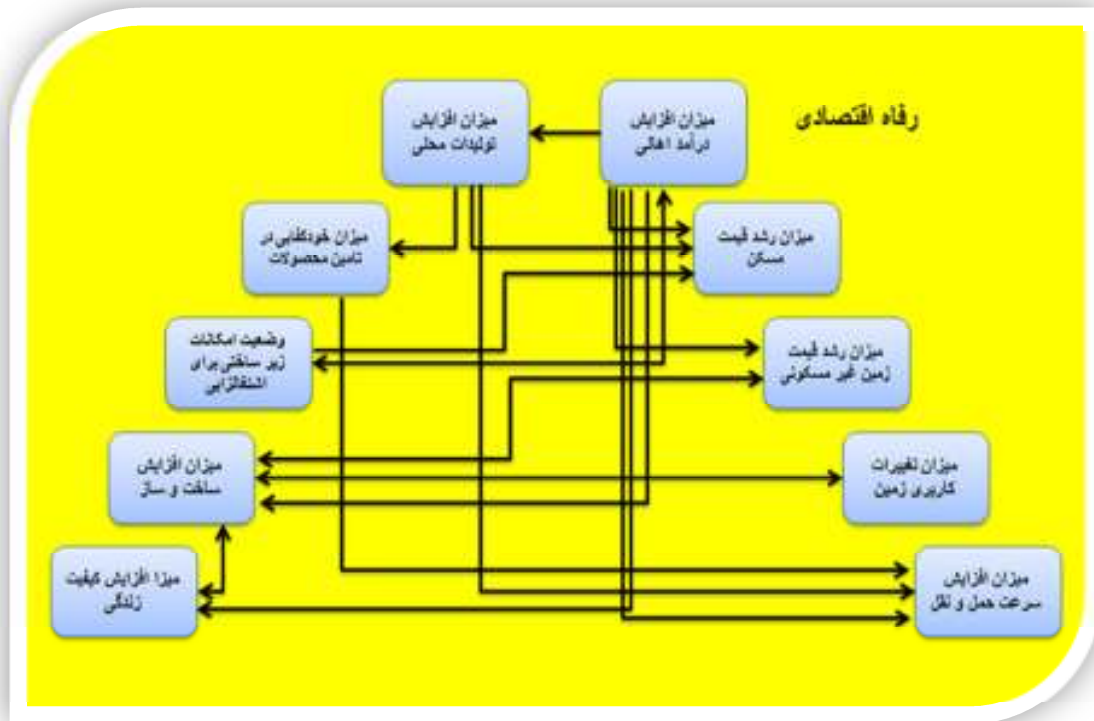 رفاه اقتصادی
میزان افزایش
درآمد اهالی
میزان افزایش
تولیدات محلی
میزان رشد قیمت
مسکن
میزان خودکفایی در
تامین محصولات
میزان رشد قیمت
زمین غیر مسکونی
وضعیت امکانات
زیر ساختی برای
اشتغالزایی
میزان تغییرات
کاربری زمین
میزان افزایش
ساخت و ساز
میزان افزایش
سرعت حمل و نقل
میزا افزایش کیفیت
زندگی